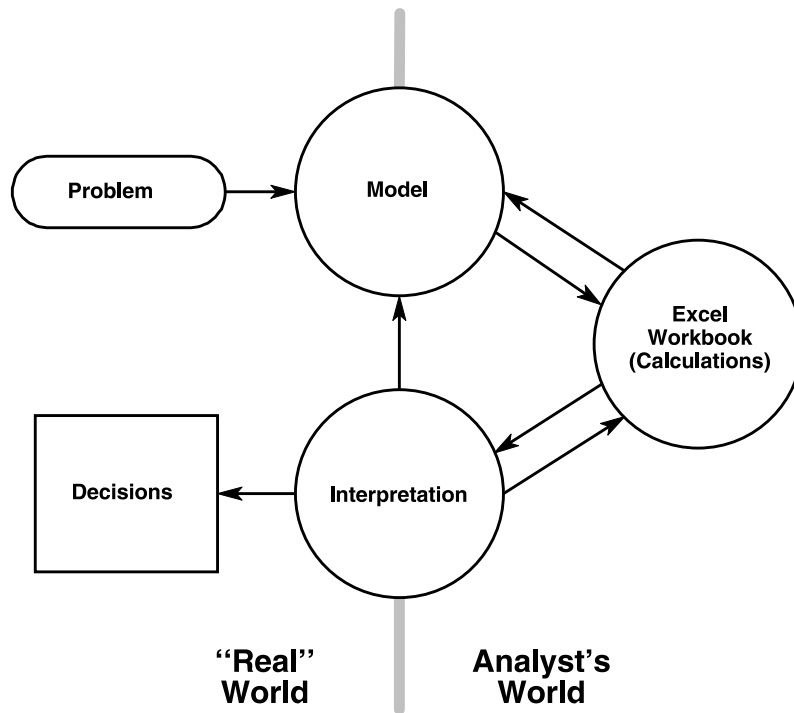 Problem
Model
Excel
Workbook
(Calculations)
Decisions
Interpretation
‘‘Real’’
World
Analyst’s
World